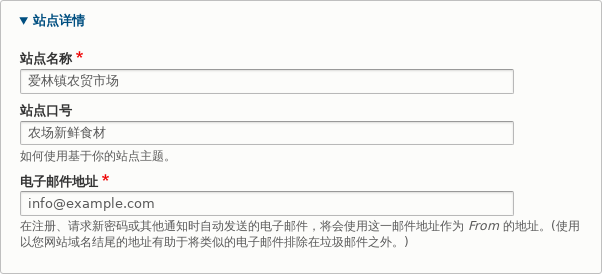 站点详情
站点名称 *
爱林镇农贸市场
站点口号
农场新鲜食材
如何使用基于你的站点主题。
电子邮件地址 *
info@example.com
在注册、请求新密码或其他通知时自动发送的电子邮件，将会使用这一邮件地址作为 From 的地址。(使用
以您网站域名结尾的地址有助于将类似的电子邮件排除在垃圾邮件之外。)